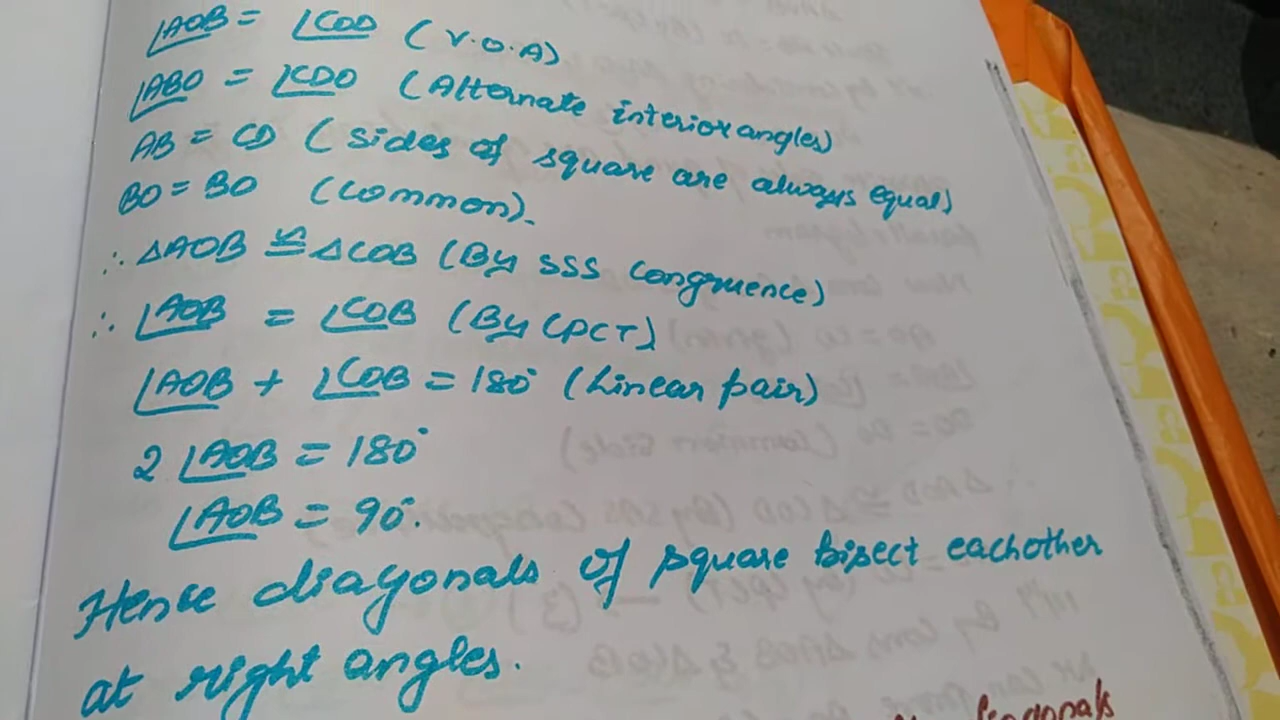 ∠AOB = ∠COD (V.O.A)
∠ABO = ∠CDO (Alternate interior angles)
AB = CD (Sides of square are always equal)
BO = BO (Common).
∴ ΔAOB ≅ ΔCOB (By SSS Congruence)
∴ ∠AOB = ∠COB (By CPCT)
∠AOB + ∠COB = 180° (Linear pair)
2 ∠AOB = 180°
∠AOB = 90°.
Hence diagonals of square bisect eachother
at right angles.